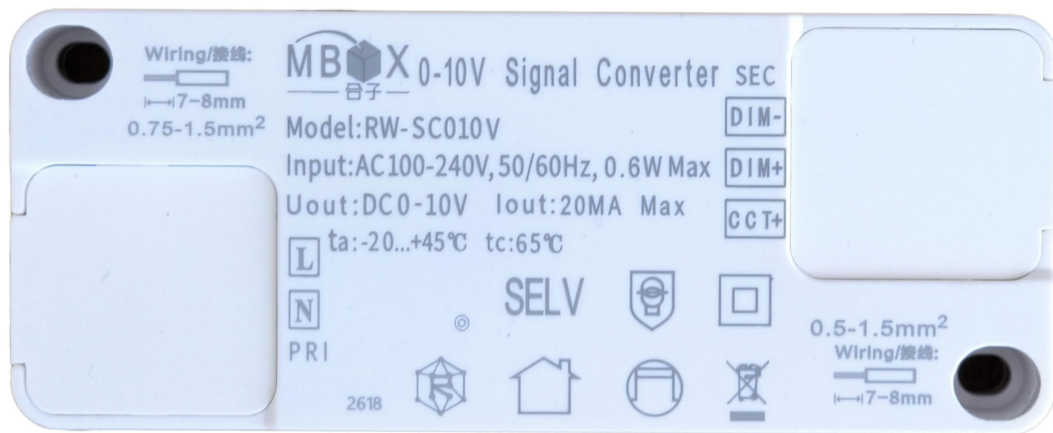 Wiring/接线:
7-8mm
0.75-1.5mm²
MBOX
合子
0-10V Signal Converter
Model:RW-SC010V
Input:AC100-240V, 50/60Hz, 0.6W Max
Uout:DC0-10V Iout:20MA Max
ta:-20...+45℃ tc:65℃
L
N
PRI
SEC
DIM-
DIM+
CCT+
SELV
2618
0.5-1.5mm²
Wiring/接线:
7-8mm